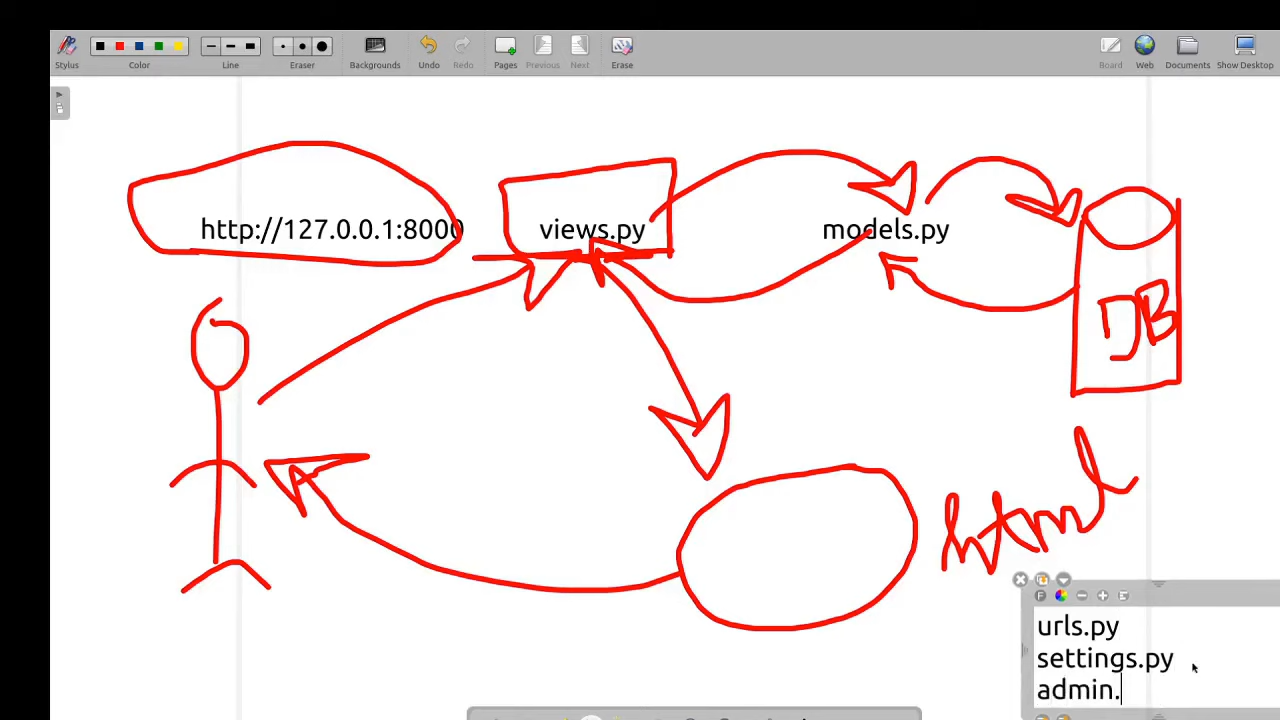 Stylus
Color
Line
Eraser
Backgrounds
Undo
Redo
Pages
Previous
Next
Erase
Board
Web
Documents
Show Desktop
http://127.0.0.1:8000
views.py
models.py
DB
html
urls.py
settings.py
admin.